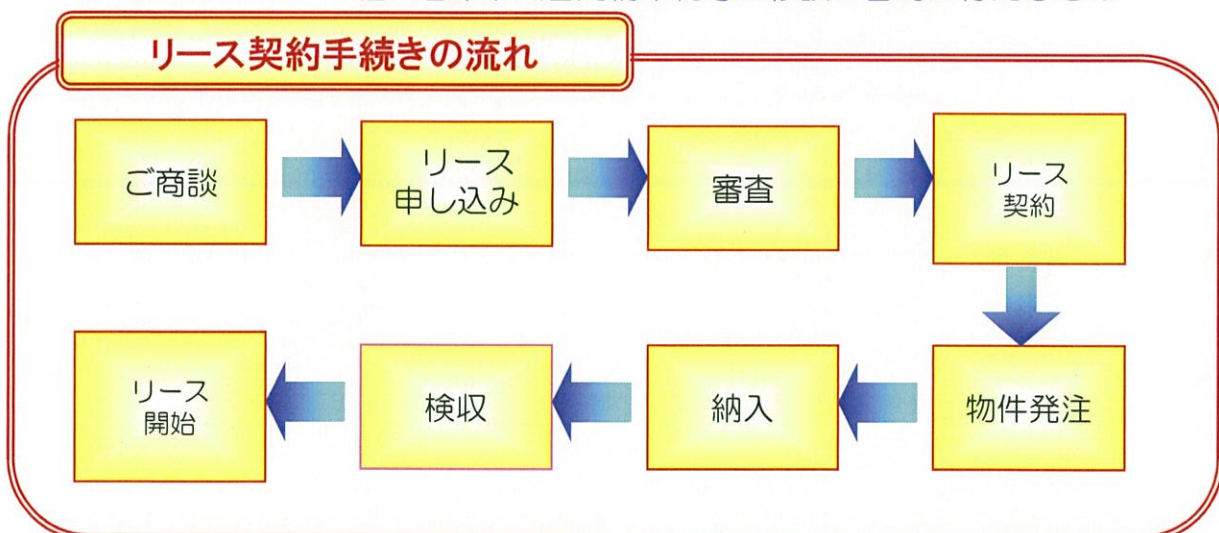 リース契約手続きの流れ
ご商談
リース
申し込み
審査
リース
契約
物件発注
納入
検収
リース
開始